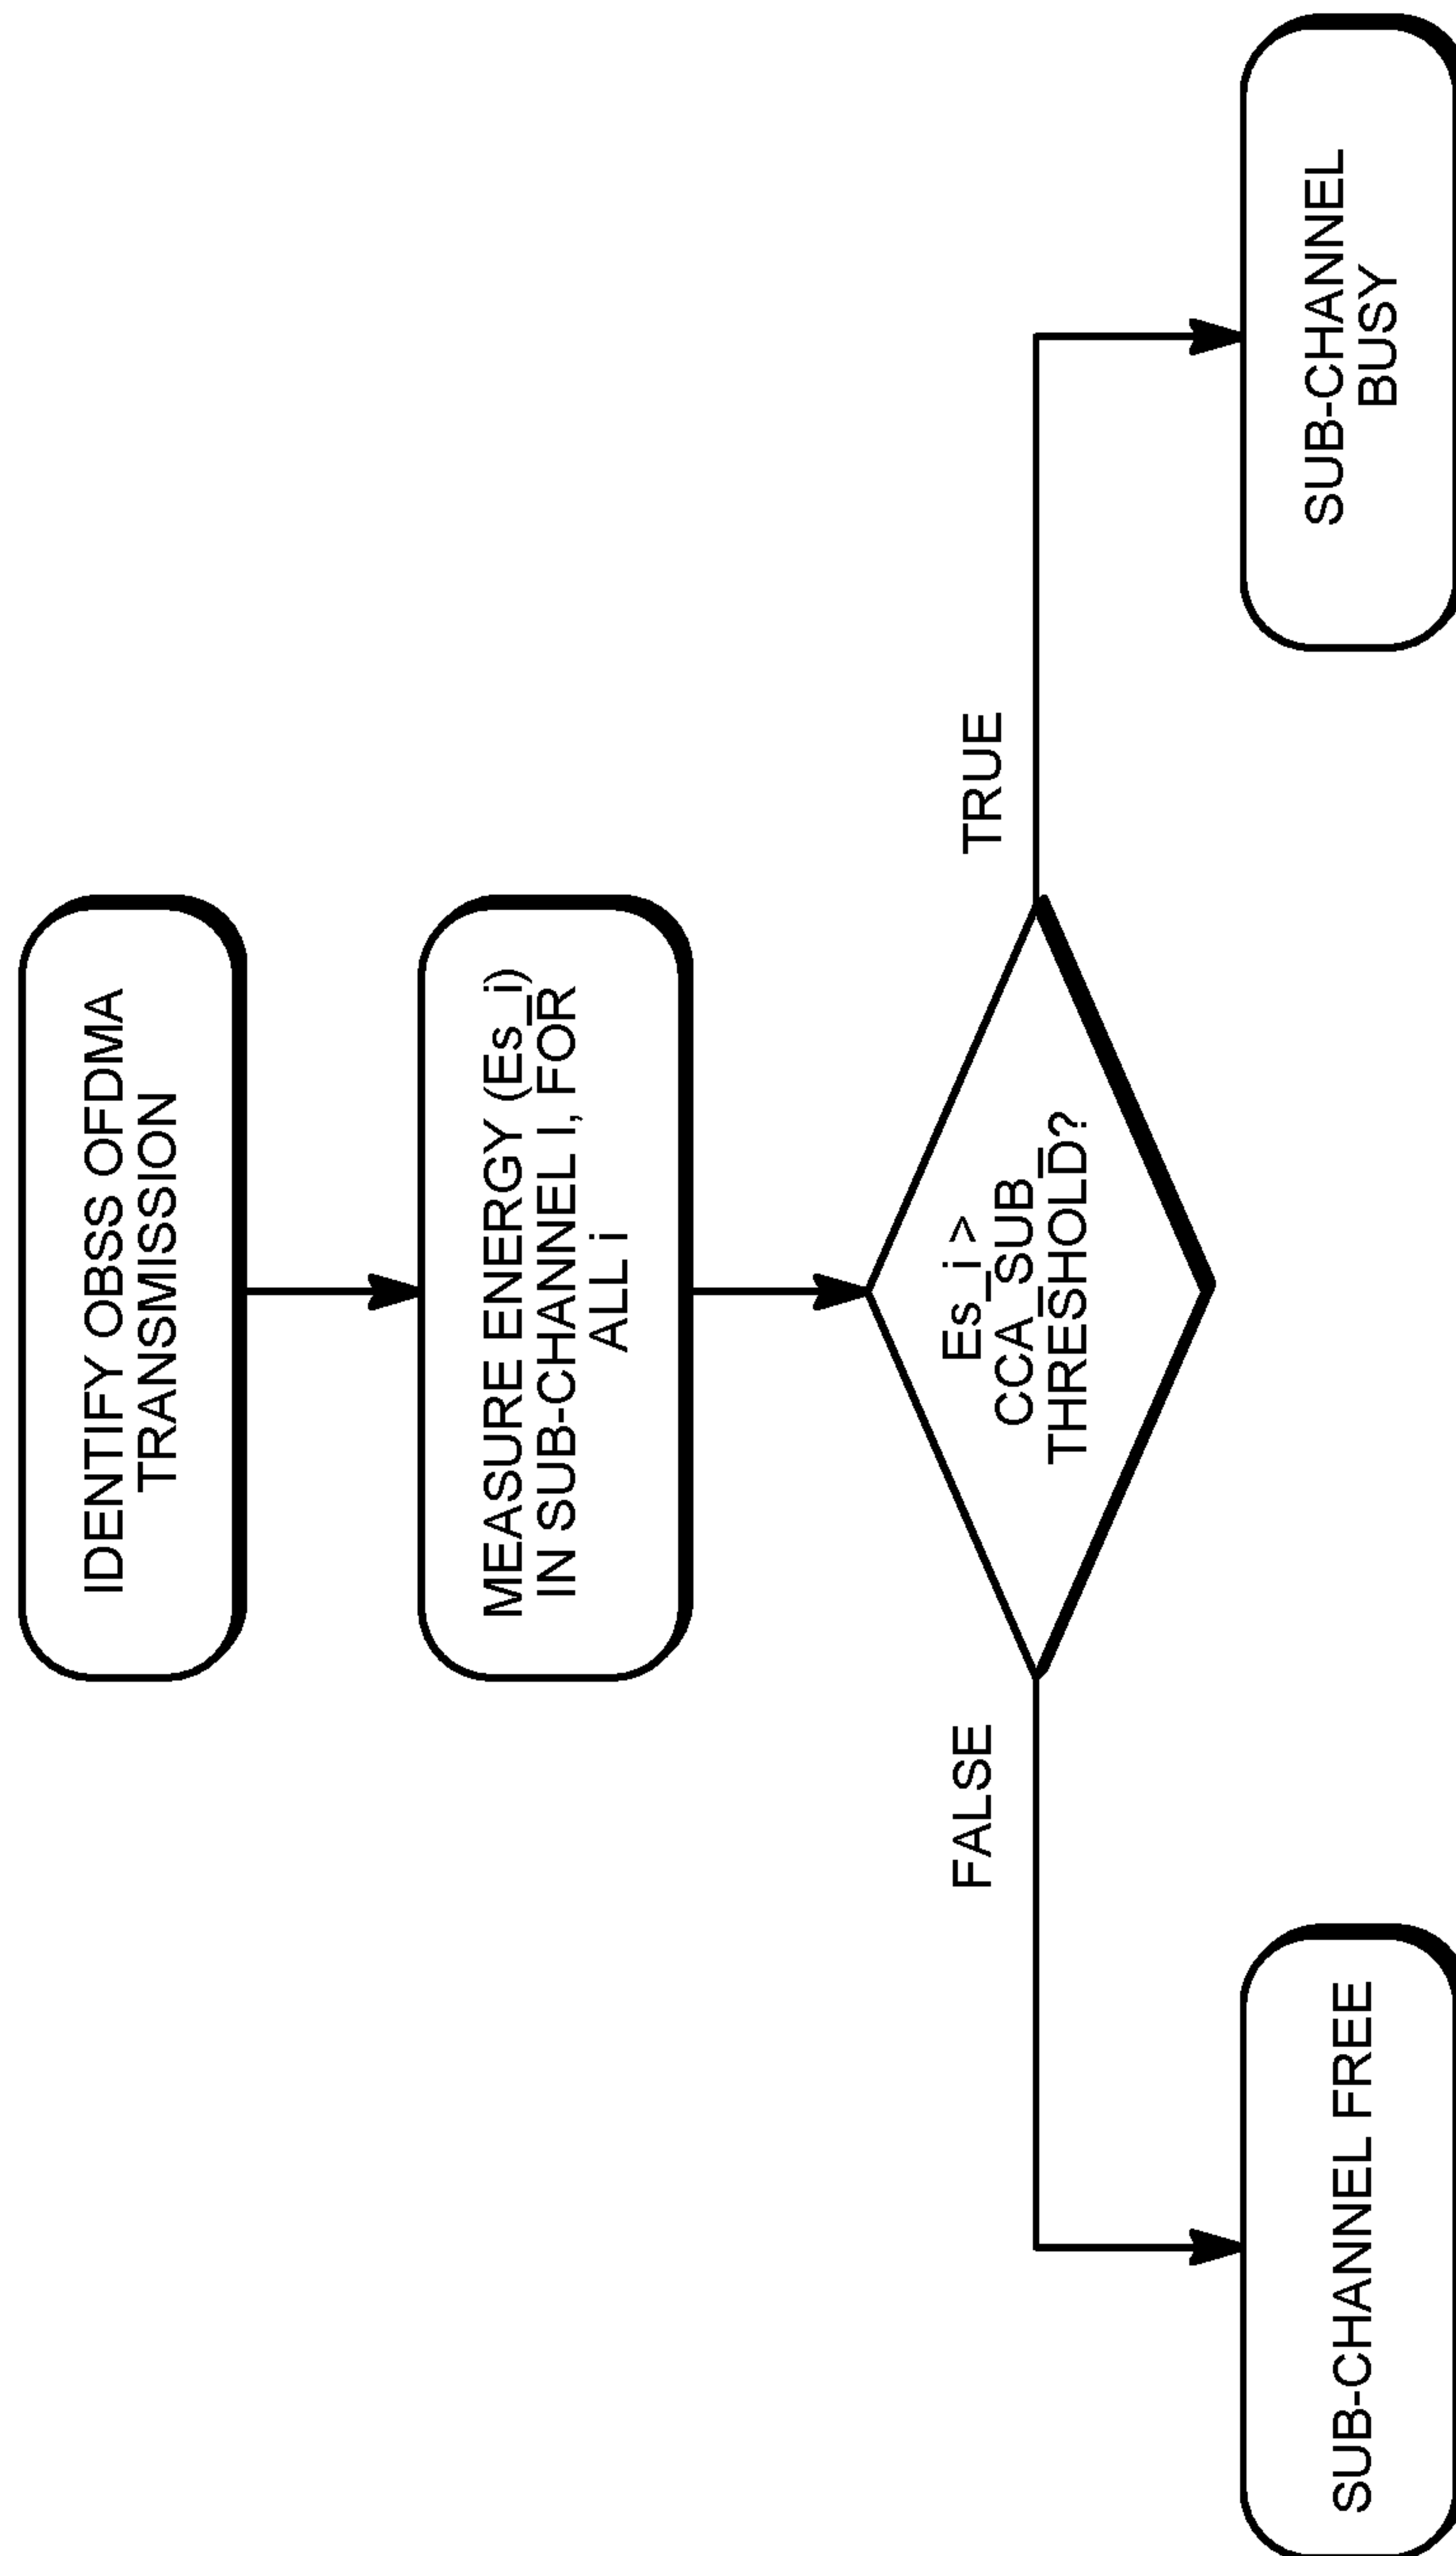 IDENTIFY OBSS OFDMA
TRANSMISSION
MEASURE ENERGY (Es_i)
IN SUB-CHANNEL I, FOR
ALL i
Es_i >
CCA_SUB_
THRESHOLD?
FALSE
TRUE
SUB-CHANNEL FREE
SUB-CHANNEL
BUSY